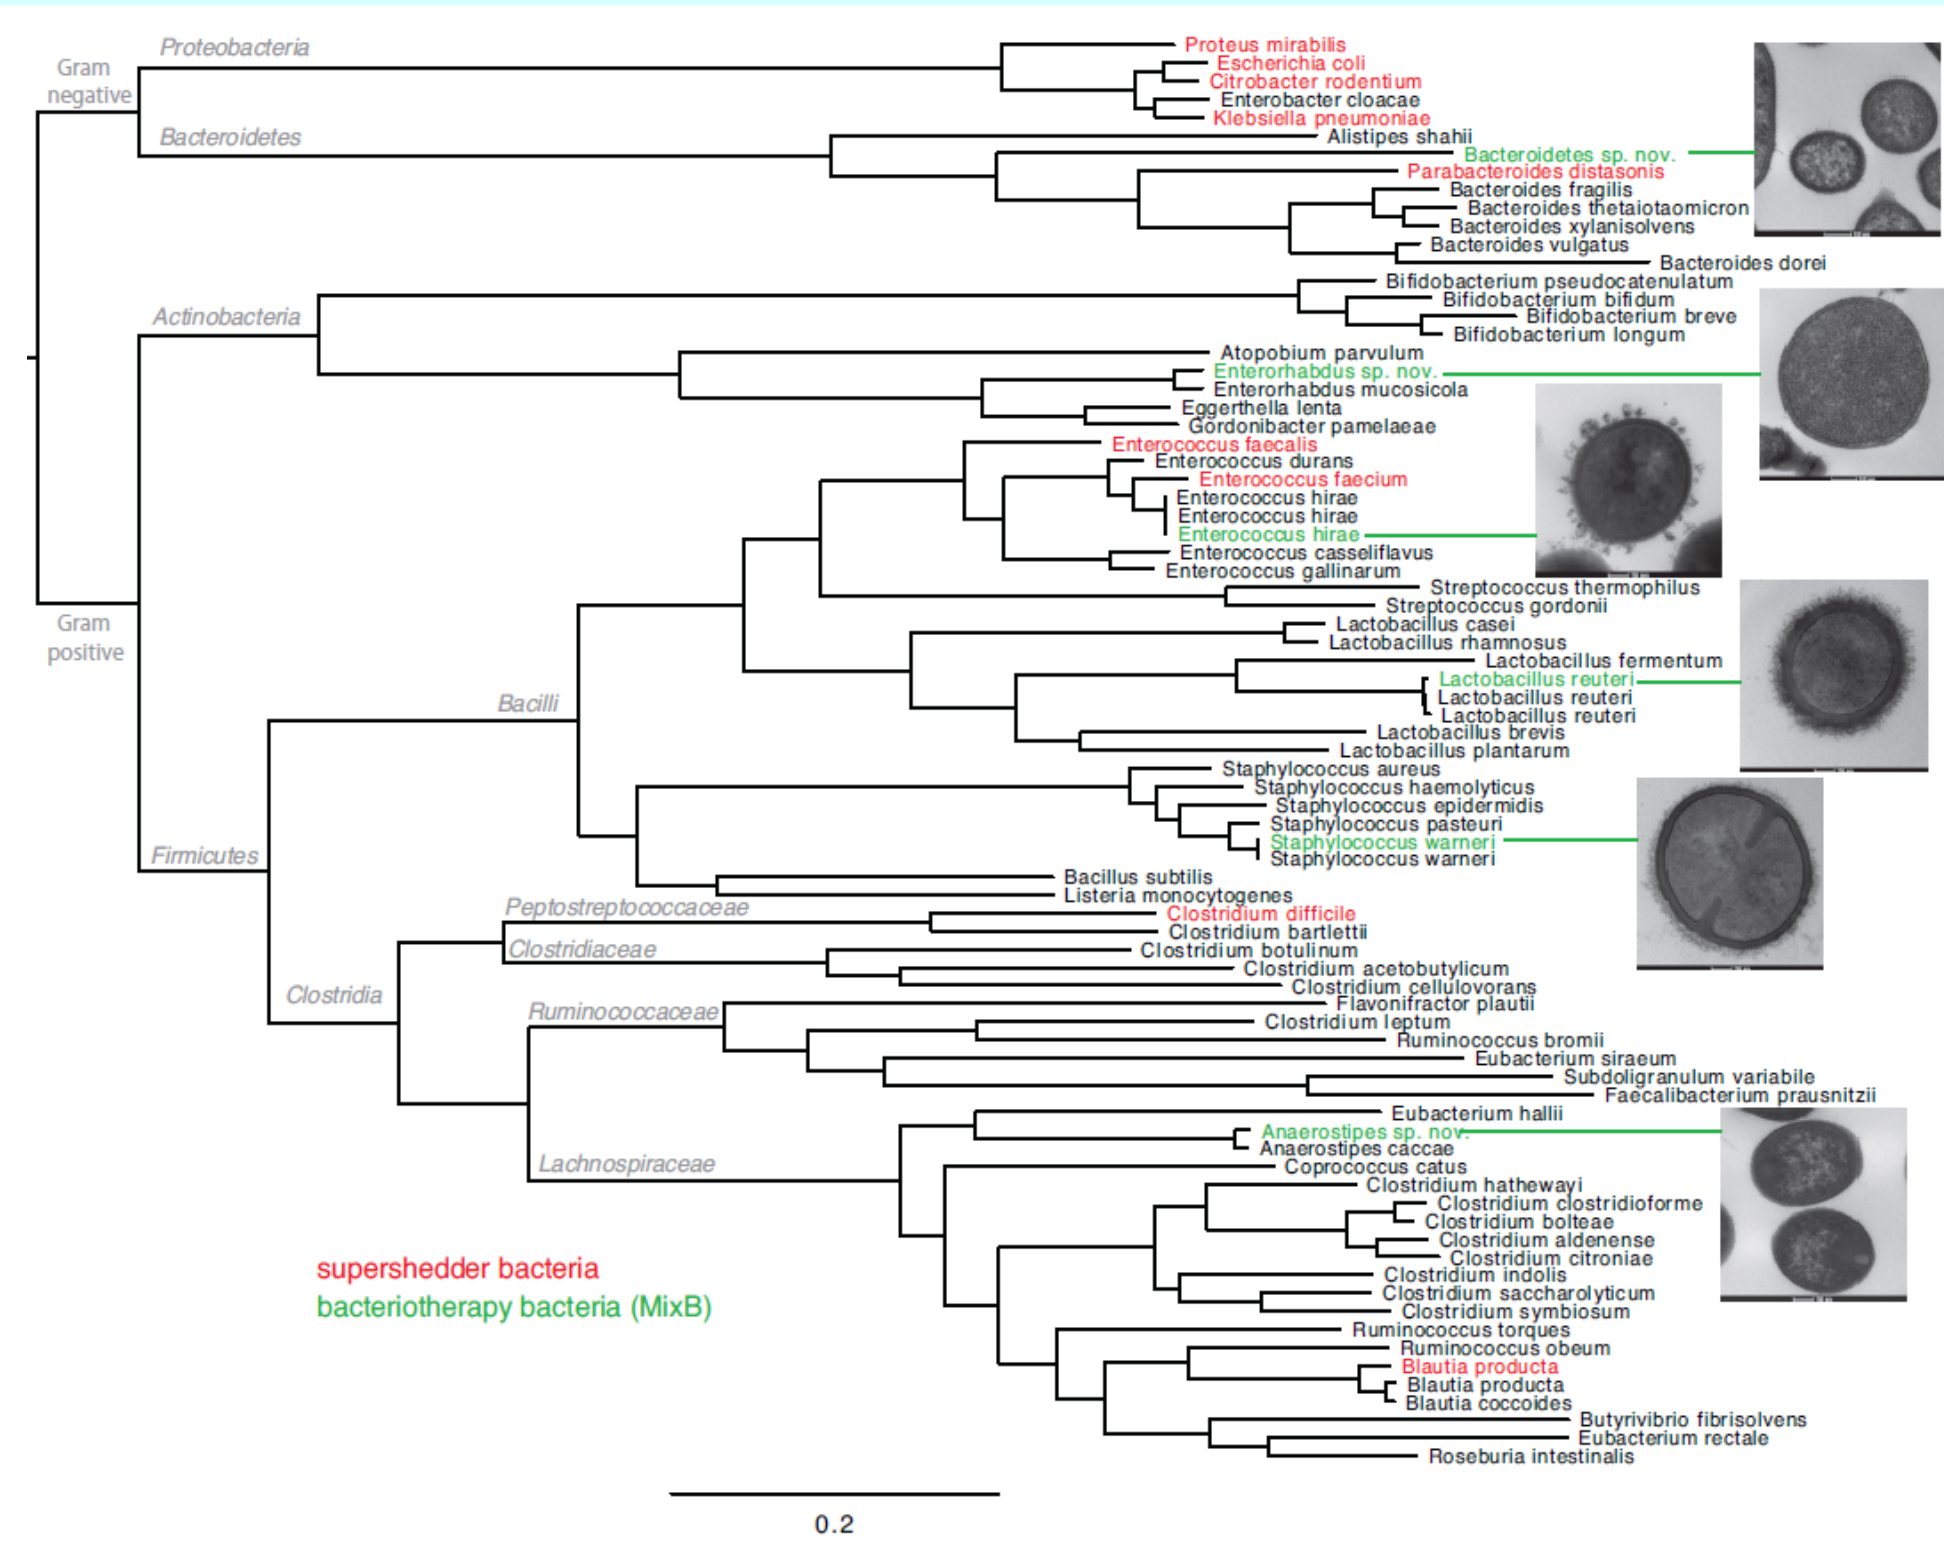 Proteobacteria
Gram
negative
Bacteroidetes
Proteus mirabilis
Escherichia coli
Citrobacter rodentium
Enterobacter cloacae
Klebsiella pneumoniae
Alistipes shahii
Bacteroidetes sp. nov.
Parabacteroides distasonis
Bacteroides fragilis
Bacteroides thetaiotaomicron
Bacteroides xylanisolvens
Bacteroides vulgatus
Bacteroides dorei
Actinobacteria
Bifidobacterium pseudocatenulatum
Bifidobacterium bifidum
Bifidobacterium breve
Bifidobacterium longum
Atopobium parvulum
Enterorhabdus sp. nov.
Enterorhabdus mucosicola
Eggerthella lenta
Gordonibacter pamelaeae
Gram
positive
Firmicutes
Bacilli
Enterococcus faecalis
Enterococcus durans
Enterococcus faecium
Enterococcus hirae
Enterococcus hirae
Enterococcus hirae
Enterococcus casseliflavus
Enterococcus gallinarum
Streptococcus thermophilus
Streptococcus gordonii
Lactobacillus casei
Lactobacillus rhamnosus
Lactobacillus fermentum
Lactobacillus reuteri
Lactobacillus reuteri
Lactobacillus reuteri
Lactobacillus brevis
Lactobacillus plantarum
Staphylococcus aureus
Staphylococcus haemolyticus
Staphylococcus epidermidis
Staphylococcus pasteuri
Staphylococcus warneri
Staphylococcus warneri
Bacillus subtilis
Listeria monocytogenes
Clostridia
Peptostreptococcaceae
Clostridium difficile
Clostridium bartlettii
Clostridiaceae
Clostridium botulinum
Clostridium acetobutylicum
Clostridium cellulovorans
Ruminococcaceae
Flavonifractor plautii
Clostridium leptum
Ruminococcus bromii
Eubacterium siraeum
Subdoligranulum variabile
Faecalibacterium prausnitzii
Lachnospiraceae
Eubacterium hallii
Anaerostipes sp. nov.
Anaerostipes caccae
Coprococcus catus
Clostridium hathewayi
Clostridium clostridioforme
Clostridium bolteae
Clostridium aldenense
Clostridium citroniae
Clostridium indolis
Clostridium saccharolyticum
Clostridium symbiosum
Ruminococcus torques
Ruminococcus obeum
Blautia producta
Blautia producta
Blautia coccoides
Butyrivibrio fibrisolvens
Eubacterium rectale
Roseburia intestinalis
supershedder bacteria
bacteriotherapy bacteria (MixB)
0.2